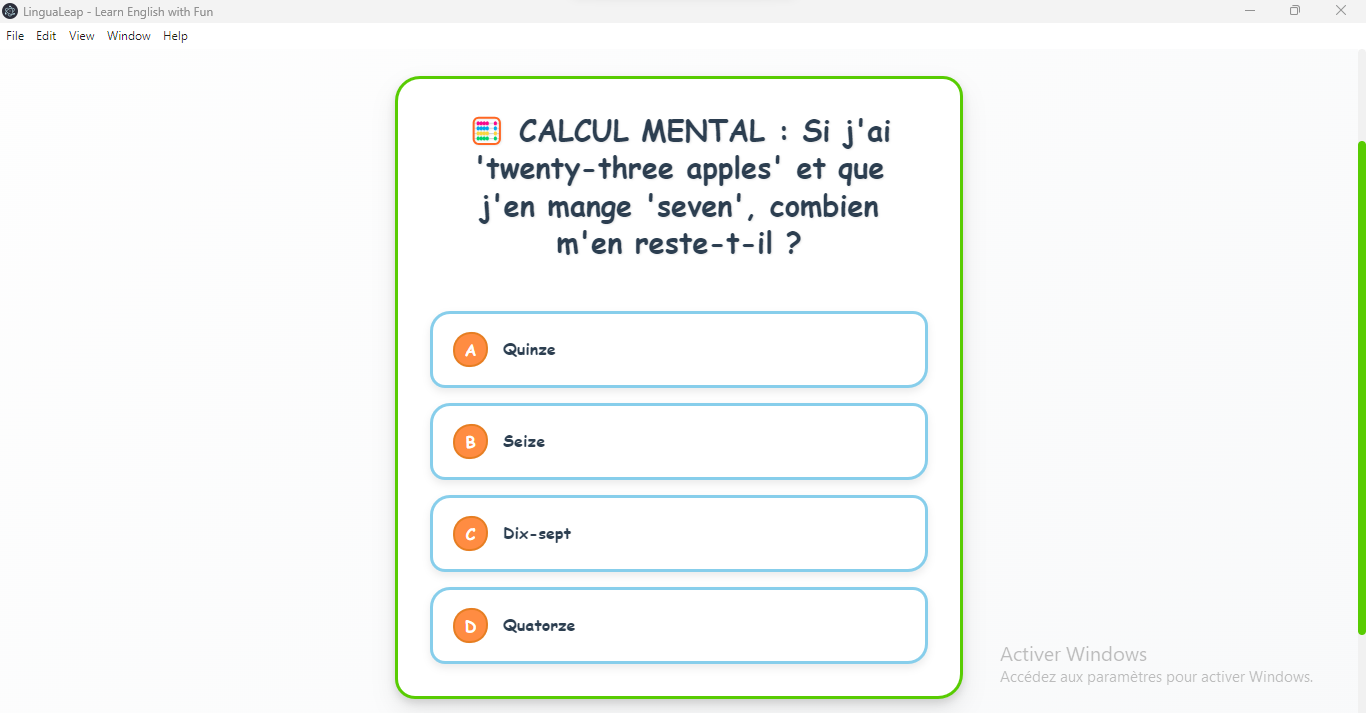 LinguaLeap - Learn English with Fun
File Edit View Window Help
CALCUL MENTAL : Si j'ai
'twenty-three apples' et que
j'en mange 'seven', combien
m'en reste-t-il ?
A Quinze
B Seize
C Dix-sept
D Quatorze
Activer Windows
Accédez aux paramètres pour activer Windows.